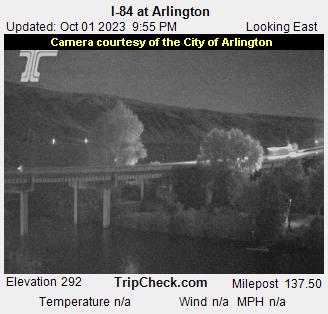 I-84 at Arlington
Updated: Oct 01 2023 9:55 PM Looking East
Camera courtesy of the City of Arlington
Elevation 292 TripCheck.com Milepost 137.50
Temperature n/a Wind n/a MPH n/a